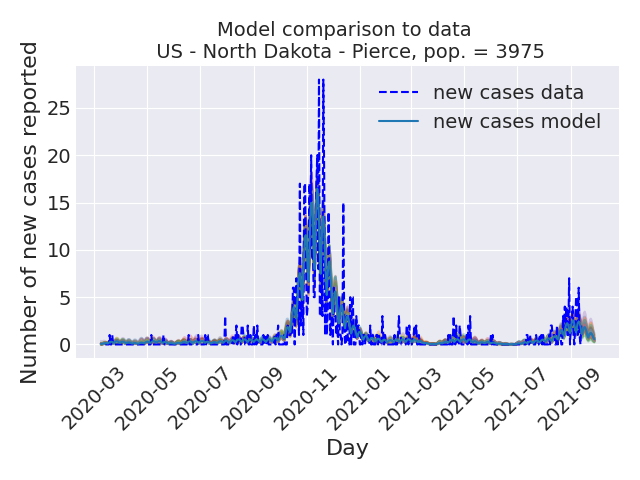 Model comparison to data
US - North Dakota - Pierce, pop. = 3975
Number of new cases reported
25
20
15
10
5
0
new cases data
new cases model
2020-03
2020-05
2020-07
2020-09
2020-11
2021-01
2021-03
2021-05
2021-07
2021-09
Day